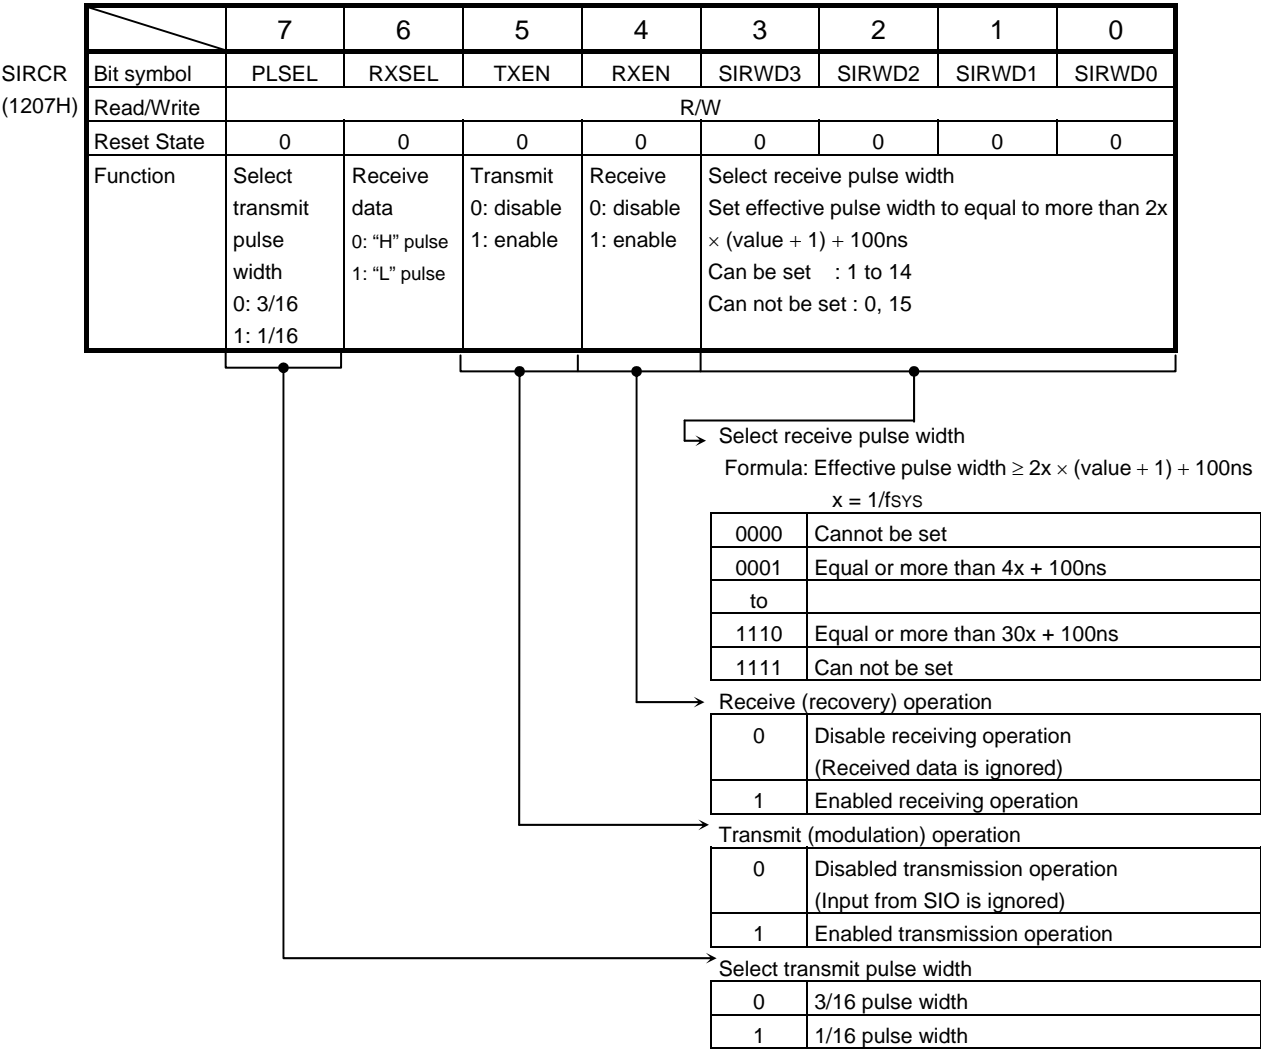 7 6 5 4 3 2 1 0
SIRCR Bit symbol PLSEL RXSEL TXEN RXEN SIRWD3 SIRWD2 SIRWD1 SIRWD0
(1207H) Read/Write R/W
Reset State 0 0 0 0 0 0 0 0
Function Select Receive Transmit Receive Select receive pulse width
transmit data 0: disable 0: disable Set effective pulse width to equal to more than 2x
pulse 0: “H” pulse 1: enable 1: enable × (value + 1) + 100ns
width 1: “L” pulse Can be set : 1 to 14
0: 3/16 Can not be set : 0, 15
1: 1/16
Select receive pulse width
Formula: Effective pulse width ≥ 2x × (value + 1) + 100ns
x = 1/fSYS
0000 Cannot be set
0001 Equal or more than 4x + 100ns
to
1110 Equal or more than 30x + 100ns
1111 Can not be set
Receive (recovery) operation
0 Disable receiving operation
(Received data is ignored)
1 Enabled receiving operation
Transmit (modulation) operation
0 Disabled transmission operation
(Input from SIO is ignored)
1 Enabled transmission operation
Select transmit pulse width
0 3/16 pulse width
1 1/16 pulse width